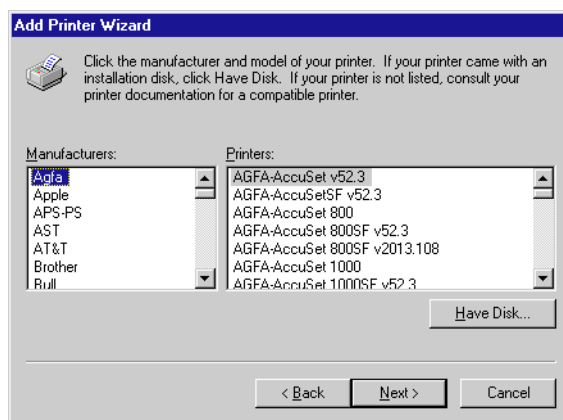 Add Printer Wizard
Click the manufacturer and model of your printer. If your printer came with an
installation disk, click Have Disk. If your printer is not listed, consult your
printer documentation for a compatible printer.
Manufacturers:
Agfa
Apple
APS-PS
AST
AT&T
Brother
Bull
Printers:
AGFA-AccuSet v52.3
AGFA-AccuSetSF v52.3
AGFA-AccuSet 800
AGFA-AccuSet 800SF v52.3
AGFA-AccuSet 800SF v2013.108
AGFA-AccuSet 1000
AGFA-AccuSet 1000SF v52.3
Have Disk...
< Back
Next >
Cancel